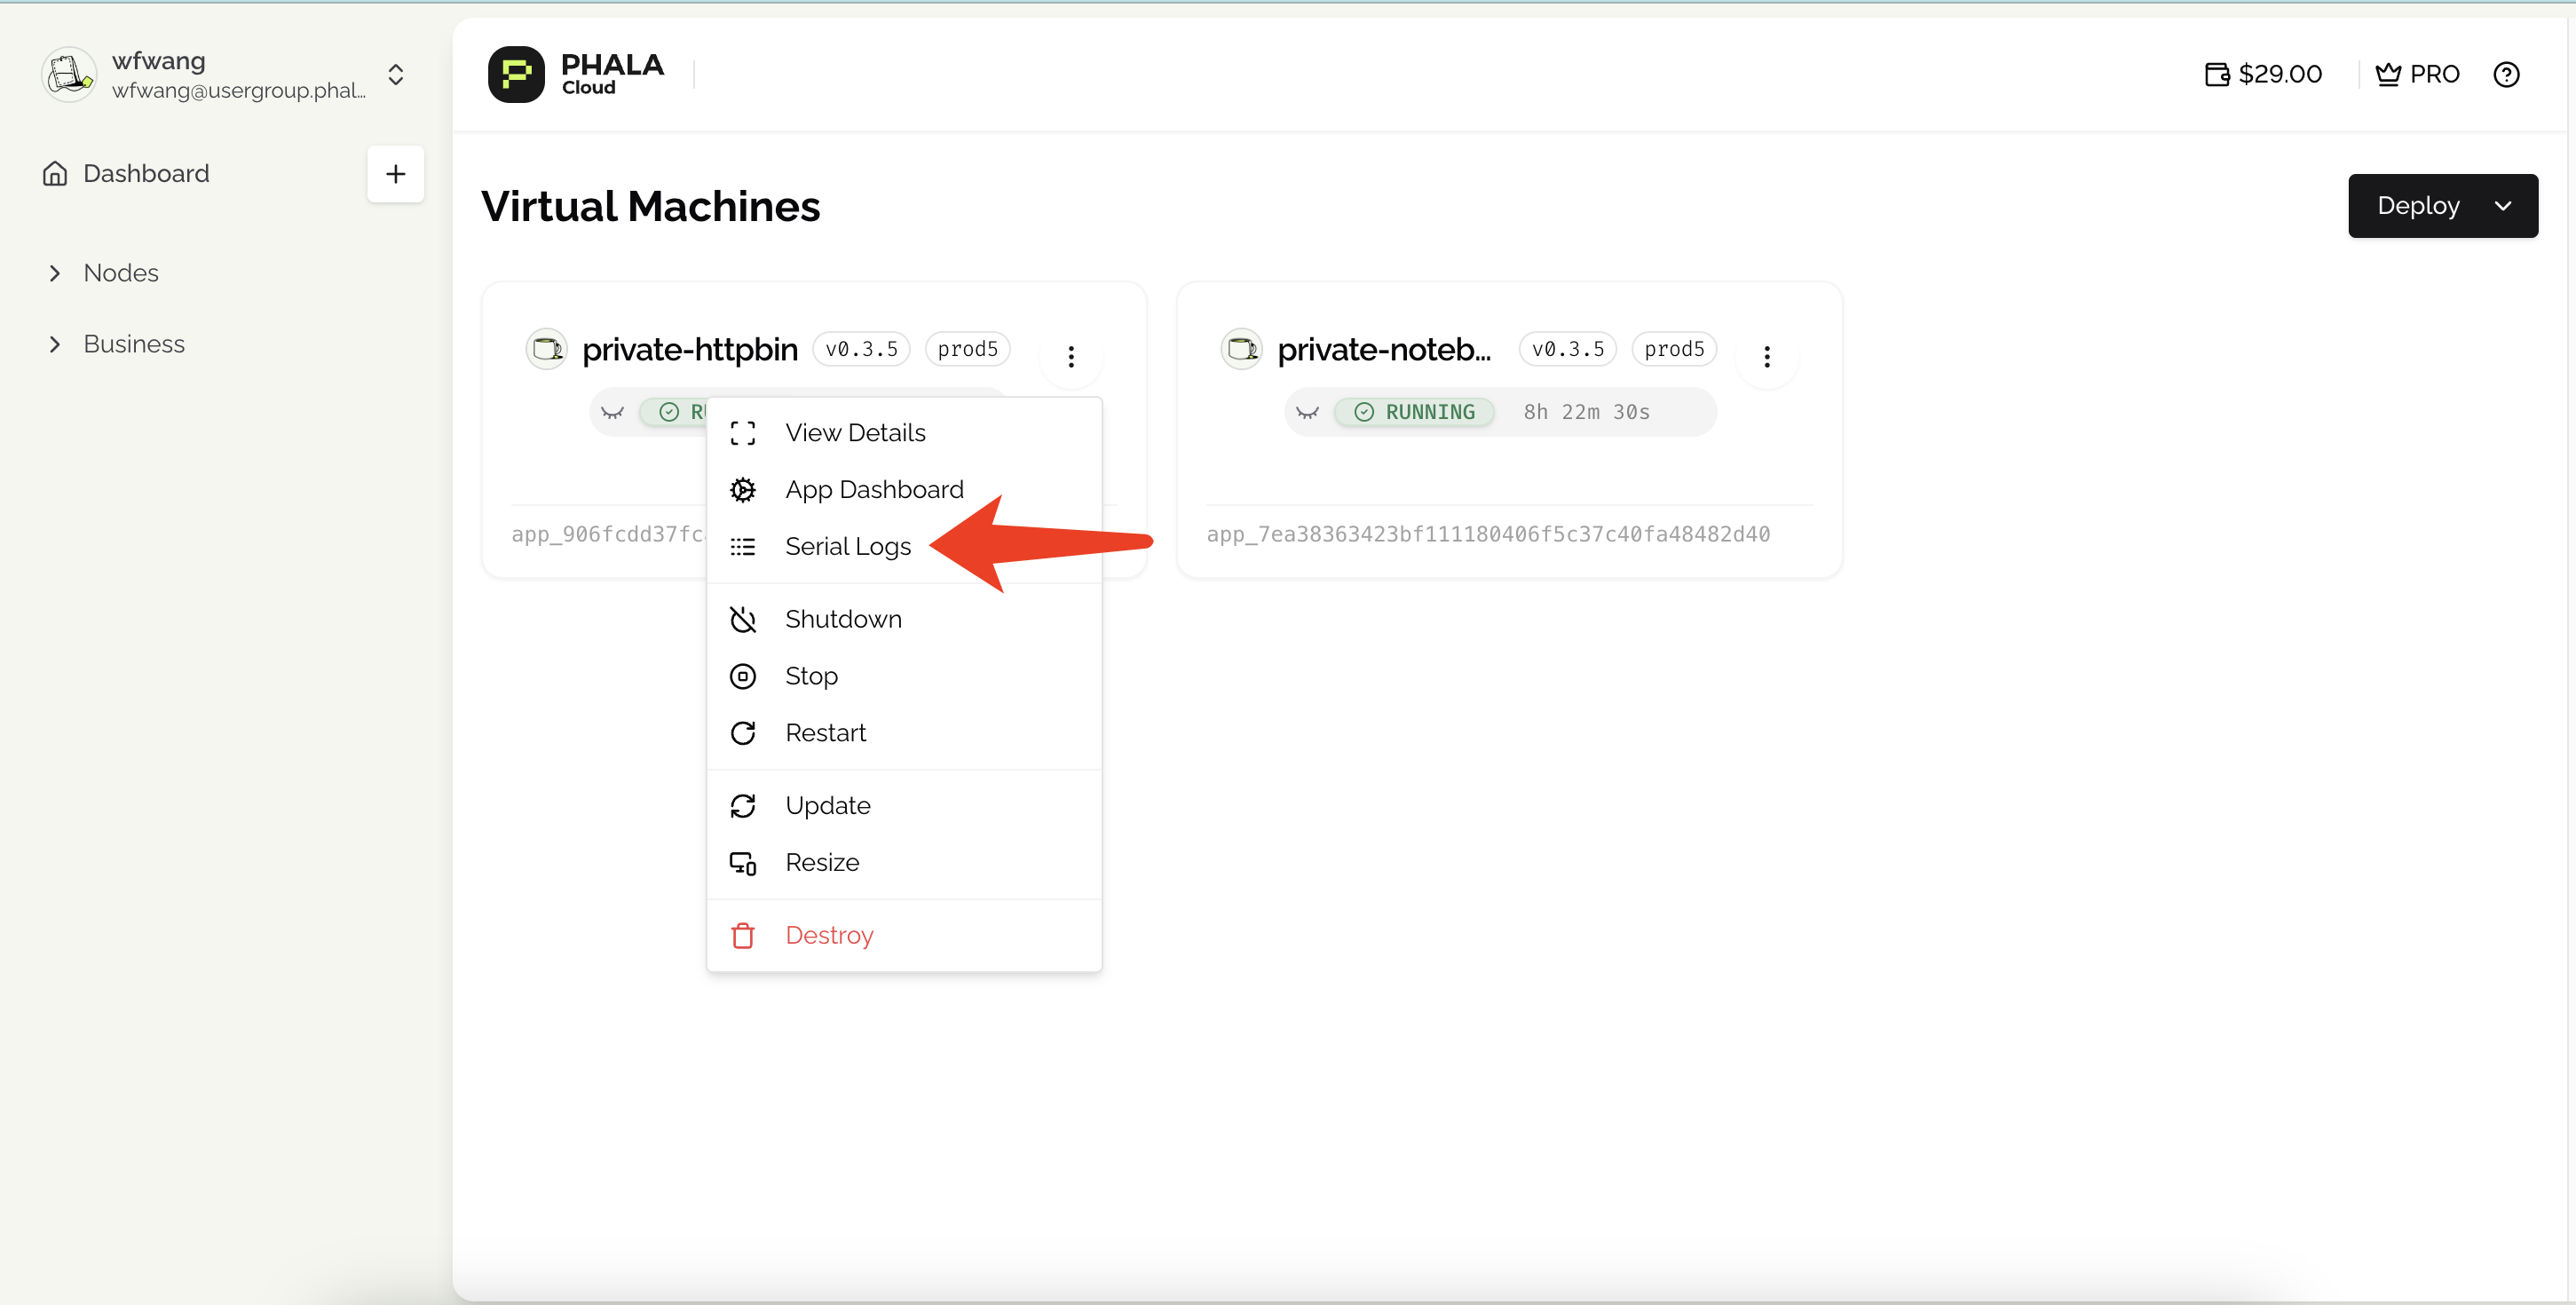 wfwang
wfwang@usergroup.phal...
Dashboard
Nodes
Business
PHALA
Cloud
$29.00
PRO
Virtual Machines
Deploy
private-httpbin v0.3.5 prod5
app_906fcdd37fc
View Details
App Dashboard
Serial Logs
Shutdown
Stop
Restart
Update
Resize
Destroy
private-noteb... v0.3.5 prod5
RUNNING 8h 22m 30s
app_7ea38363423bf111180406f5c37c40fa48482d40